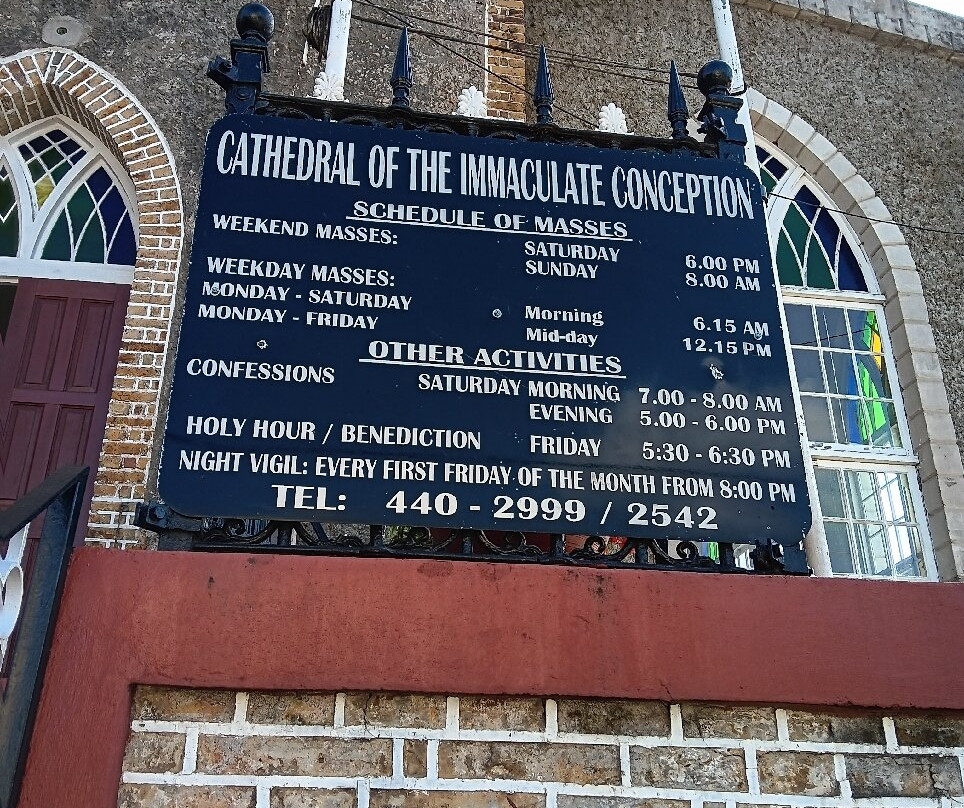 CATHEDRAL OF THE IMMACULATE CONCEPTION
SCHEDULE OF MASSES
WEEKEND MASSES: SATURDAY 6.00 PM
SUNDAY 8.00 AM
WEEKDAY MASSES:
MONDAY - SATURDAY Morning 6.15 AM
MONDAY - FRIDAY Mid-day 12.15 PM
OTHER ACTIVITIES
CONFESSIONS SATURDAY MORNING 7.00 - 8.00 AM
EVENING 5.00 - 6.00 PM
HOLY HOUR / BENEDICTION FRIDAY 5:30 - 6:30 PM
NIGHT VIGIL: EVERY FIRST FRIDAY OF THE MONTH FROM 8:00 PM
TEL: 440 - 2999 / 2542